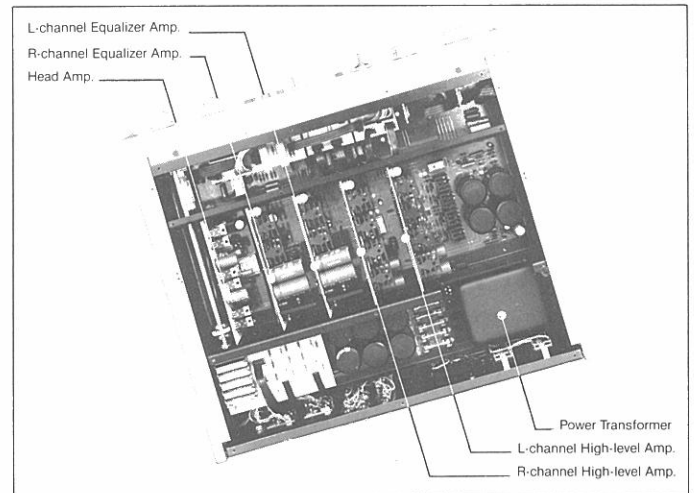 L-channel Equalizer Amp.
R-channel Equalizer Amp.
Head Amp.
Power Transformer
L-channel High-level Amp.
R-channel High-level Amp.